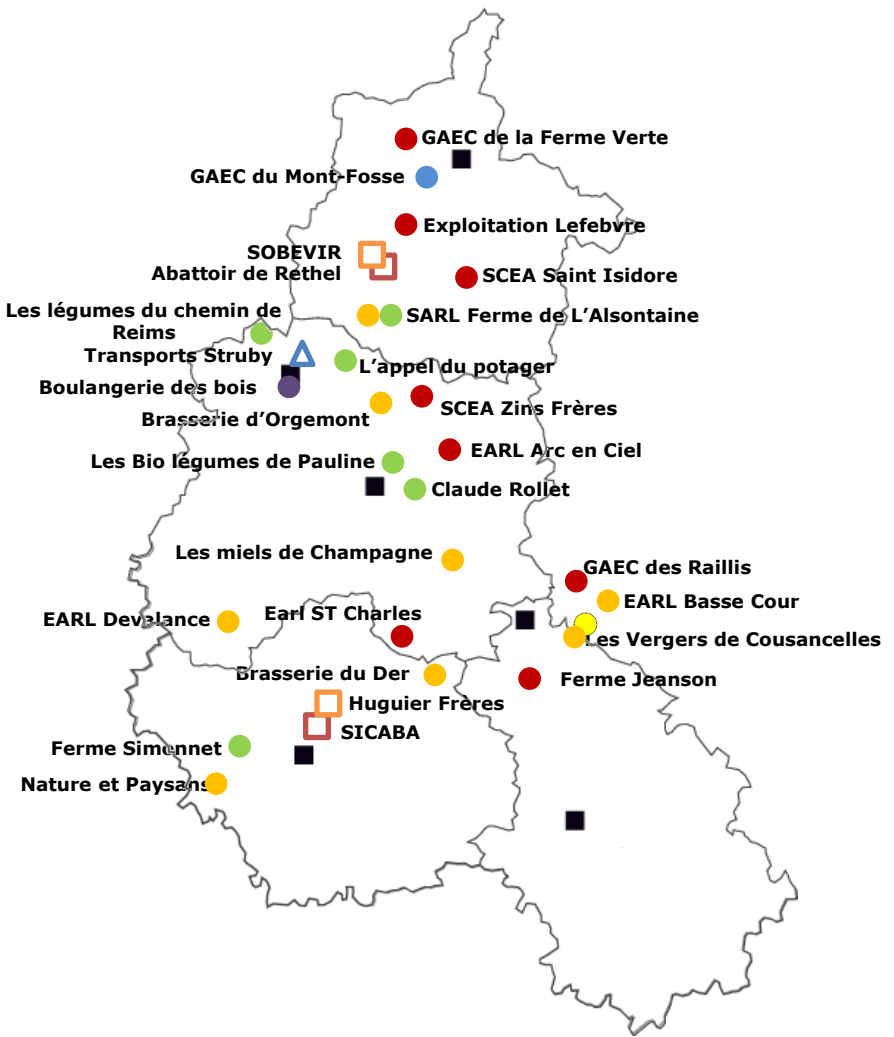 GAEC de la Ferme Verte
GAEC du Mont-Fosse
Exploitation Lefebvre
SOBEVIR
Abattoir de Rethel
SCEA Saint Isidore
Les légumes du chemin de
Reims
SARL Ferme de L’Alsontaine
Transports Struby
L’appel du potager
Boulangerie des bois
SCEA Zins Frères
Brasserie d’Orgemont
EARL Arc en Ciel
Les Bio légumes de Pauline
Claude Rollet
Les miels de Champagne
GAEC des Raillis
EARL Basse Cour
EARL Devalance
Earl ST Charles
Les Vergers de Cousancelles
Brasserie du Der
Ferme Jeanson
Huguier Frères
SICABA
Ferme Simonnet
Nature et Paysans